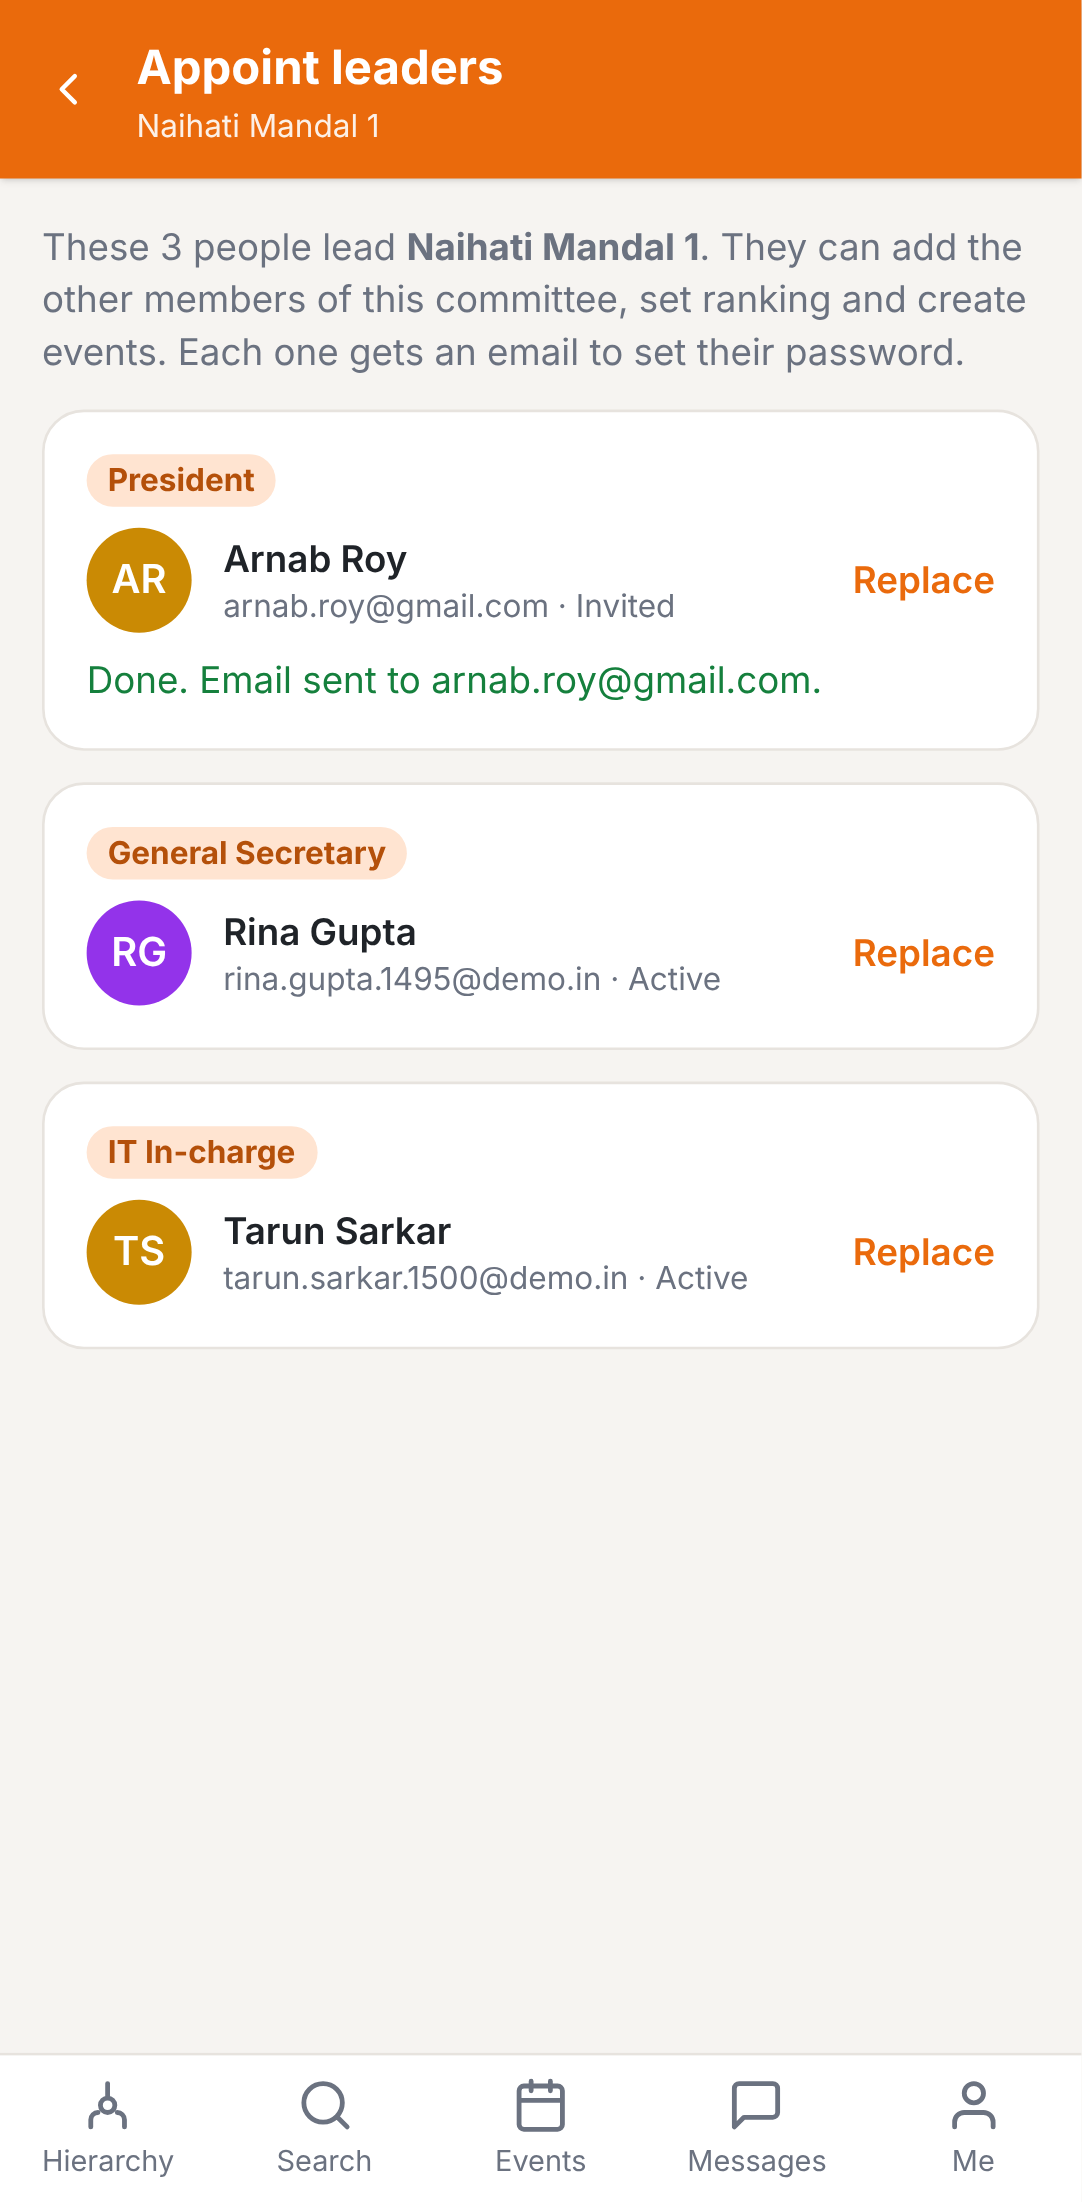 Appoint leaders
Naihati Mandal 1
These 3 people lead Naihati Mandal 1. They can add the
other members of this committee, set ranking and create
events. Each one gets an email to set their password.
President
AR
Arnab Roy
arnab.roy@gmail.com · Invited
Replace
Done. Email sent to arnab.roy@gmail.com.
General Secretary
RG
Rina Gupta
rina.gupta.1495@demo.in · Active
Replace
IT In-charge
TS
Tarun Sarkar
tarun.sarkar.1500@demo.in · Active
Replace
Hierarchy
Search
Events
Messages
Me